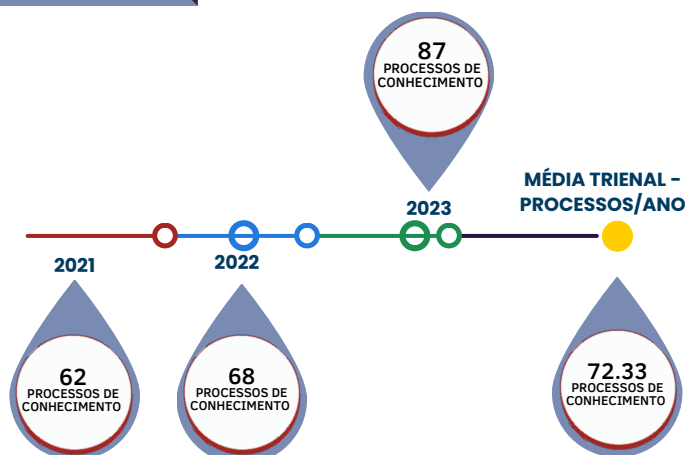 87
PROCESSOS DE
CONHECIMENTO
MÉDIA TRIENAL -
PROCESSOS/ANO
2023
2021
2022
62
PROCESSOS DE
CONHECIMENTO
68
PROCESSOS DE
CONHECIMENTO
72.33
PROCESSOS DE
CONHECIMENTO